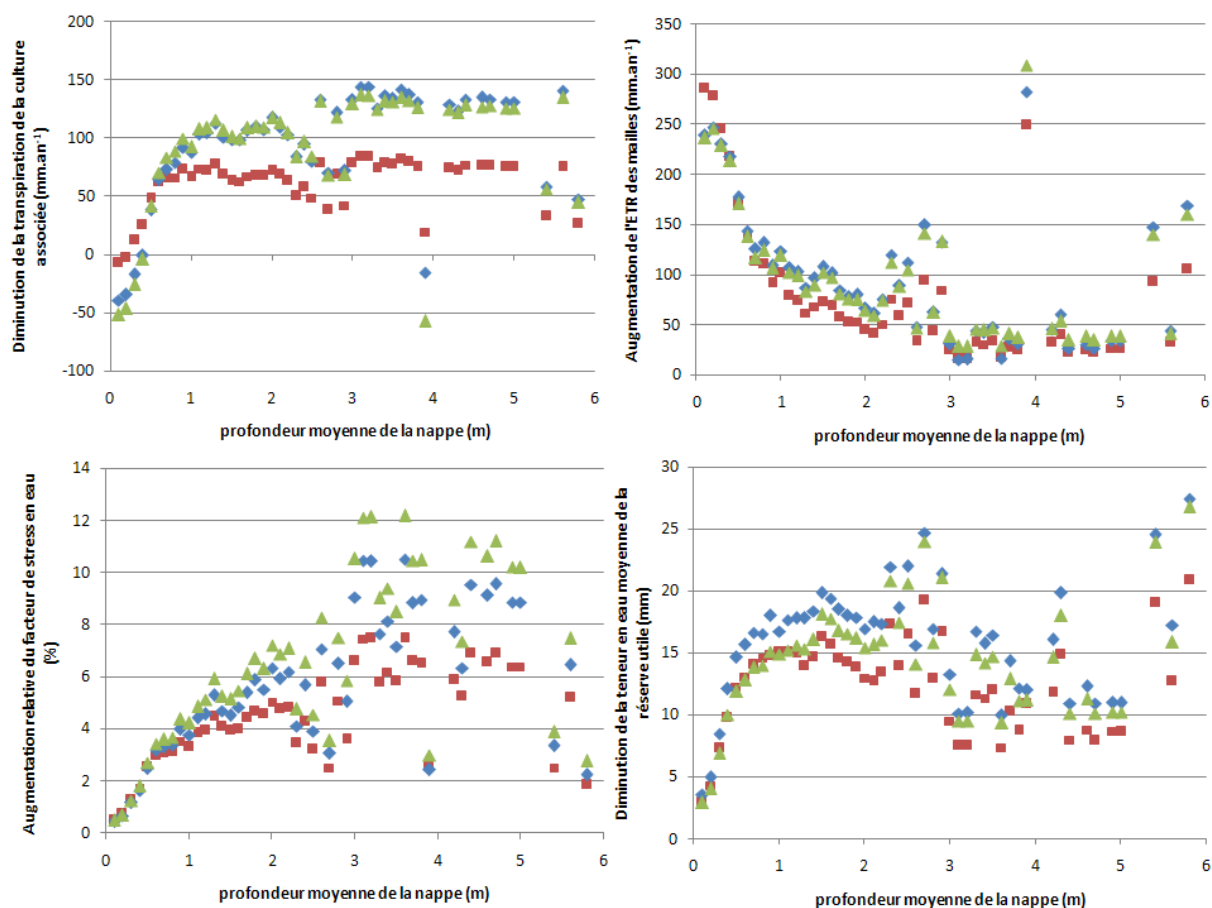 Diminution de la transpiration de la culture
associée (mm.an⁻¹)
200
150
100
50
0
-50
-100
0 1 2 3 4 5 6
profondeur moyenne de la nappe (m)
Augmentation de l'ETR des mailles (mm.an⁻¹)
350
300
250
200
150
100
50
0
0 1 2 3 4 5 6
profondeur moyenne de la nappe (m)
Augmentation relative du facteur de stress en eau
(%)
14
12
10
8
6
4
2
0
0 1 2 3 4 5 6
profondeur moyenne de la nappe (m)
Diminution de la teneur en eau moyenne de la
réserve utile (mm)
30
25
20
15
10
5
0
0 1 2 3 4 5 6
profondeur moyenne de la nappe (m)